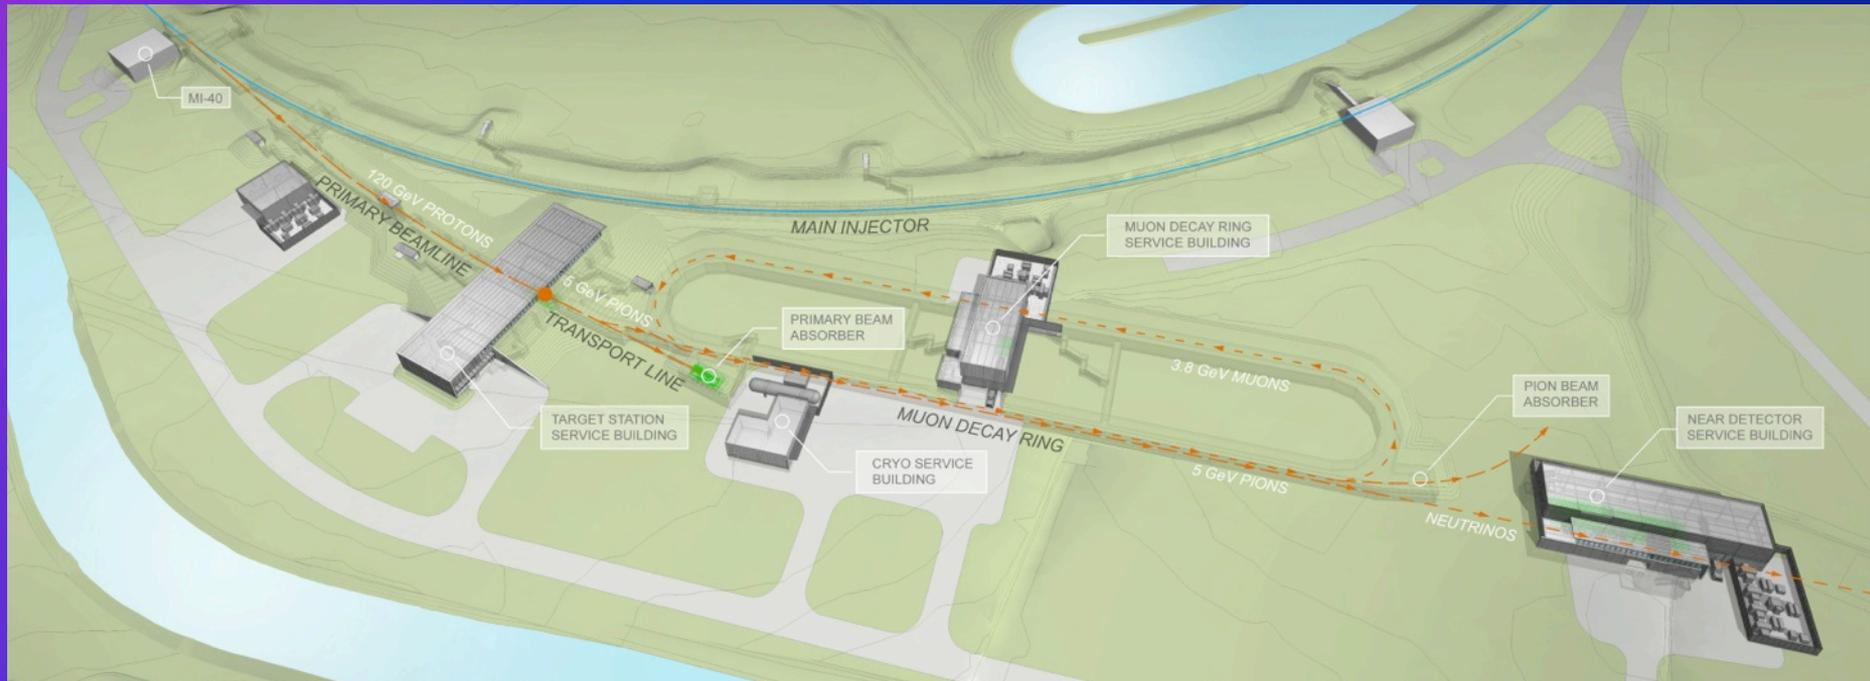 MI-40
120 GeV PROTONS
PRIMARY BEAMLINE
MAIN INJECTOR
MUON DECAY RING
SERVICE BUILDING
5 GeV PIONS
TRANSPORT LINE
PRIMARY BEAM
ABSORBER
3.8 GeV MUONS
PION BEAM
ABSORBER
TARGET STATION
SERVICE BUILDING
MUON DECAY RING
NEAR DETECTOR
SERVICE BUILDING
CRYO SERVICE
BUILDING
5 GeV PIONS
NEUTRINOS